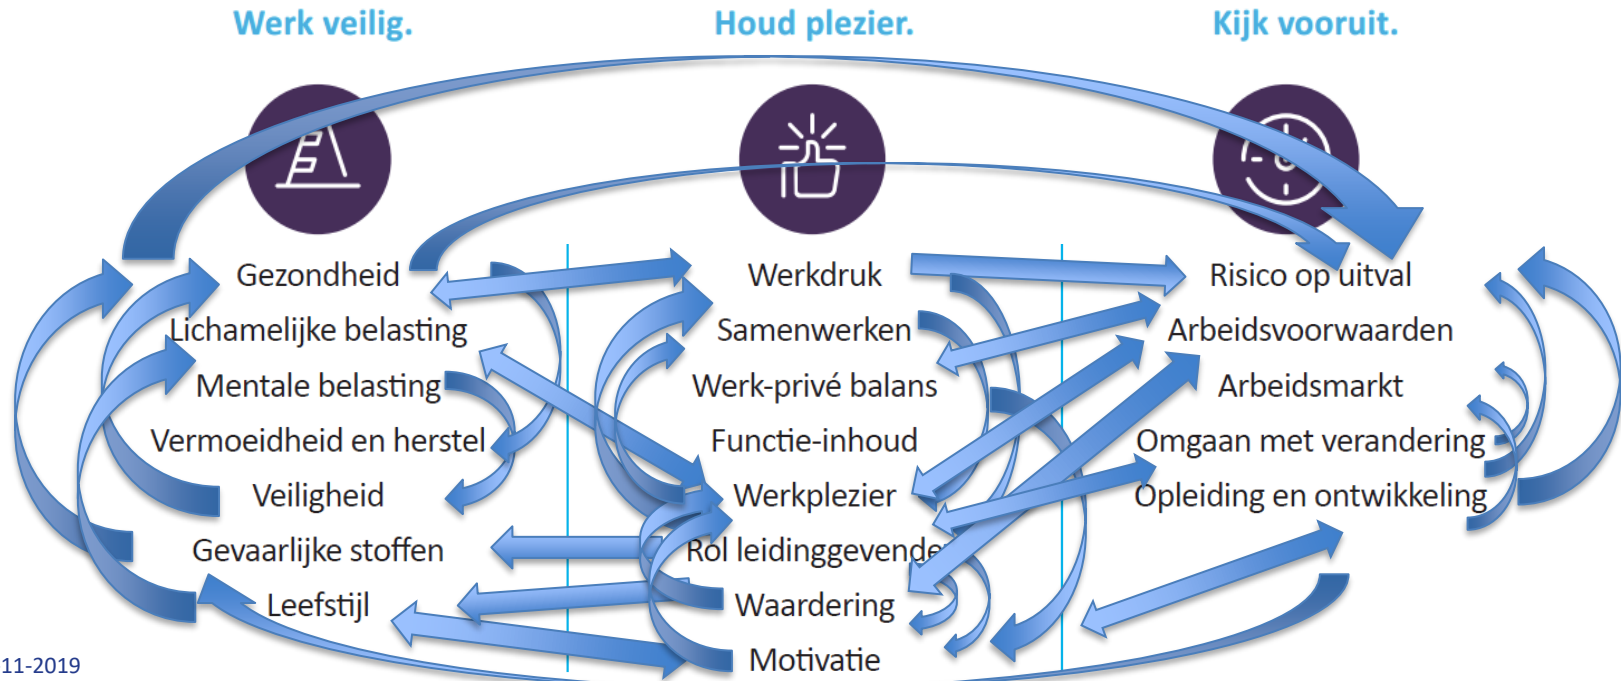 Werk veilig.
Houd plezier.
Kijk vooruit.
Gezondheid
Lichamelijke belasting
Mentale belasting
Vermoeidheid en herstel
Veiligheid
Gevaarlijke stoffen
Leefstijl
Werkdruk
Samenwerken
Werk-privé balans
Functie-inhoud
Werkplezier
Rol leidinggevende
Waardering
Motivatie
Risico op uitval
Arbeidsvoorwaarden
Arbeidsmarkt
Omgaan met verandering
Opleiding en ontwikkeling
11-2019